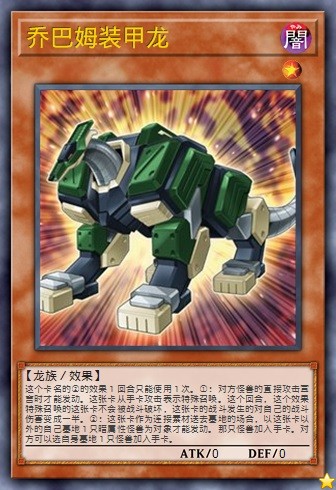 乔巴姆装甲龙
闇
【龙族／效果】
这个卡名的①的效果1回合只能使用1次。①：对方怪兽的直接攻击宣
言时才能发动。这张卡从手卡攻击表示特殊召唤。这个回合，这个效果
特殊召唤的这张卡不会被战斗破坏，这张卡的战斗发生的对自己的战斗
伤害变成一半。②：这张卡作为连接素材送去墓地的场合，以这张卡以
外的自己墓地1只暗属性怪兽为对象才能发动。那只怪兽加入手卡。对
方可以选自身墓地1只怪兽加入手卡。
ATK/0 DEF/0